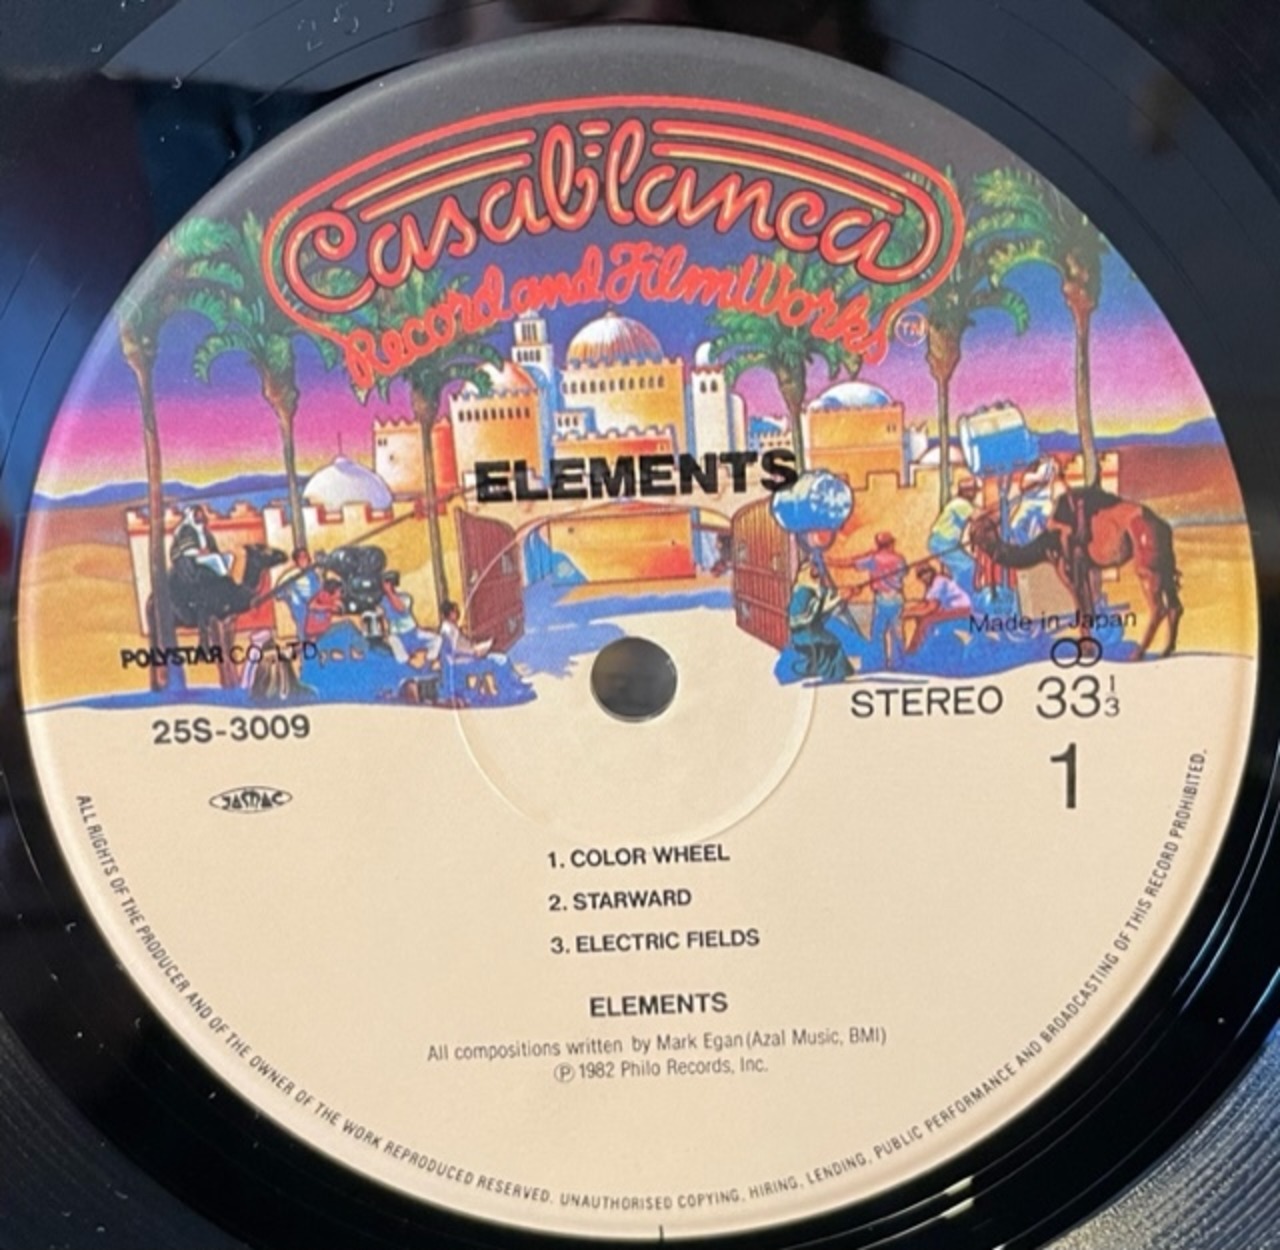 Casablanca
Record and FilmWorks
TM
ELEMENTS
Made in Japan
POLYSTAR CO.,LTD.
STEREO 33 1/3
25S-3009
1
JASRAC
1. COLOR WHEEL
2. STARWARD
3. ELECTRIC FIELDS
ELEMENTS
All compositions written by Mark Egan (Azal Music, BMI)
Ⓟ 1982 Philo Records, Inc.
ALL RIGHTS OF THE PRODUCER AND OF THE OWNER OF THE WORK REPRODUCED RESERVED. UNAUTHORISED COPYING, HIRING, LENDING, PUBLIC PERFORMANCE AND BROADCASTING OF THIS RECORD PROHIBITED.